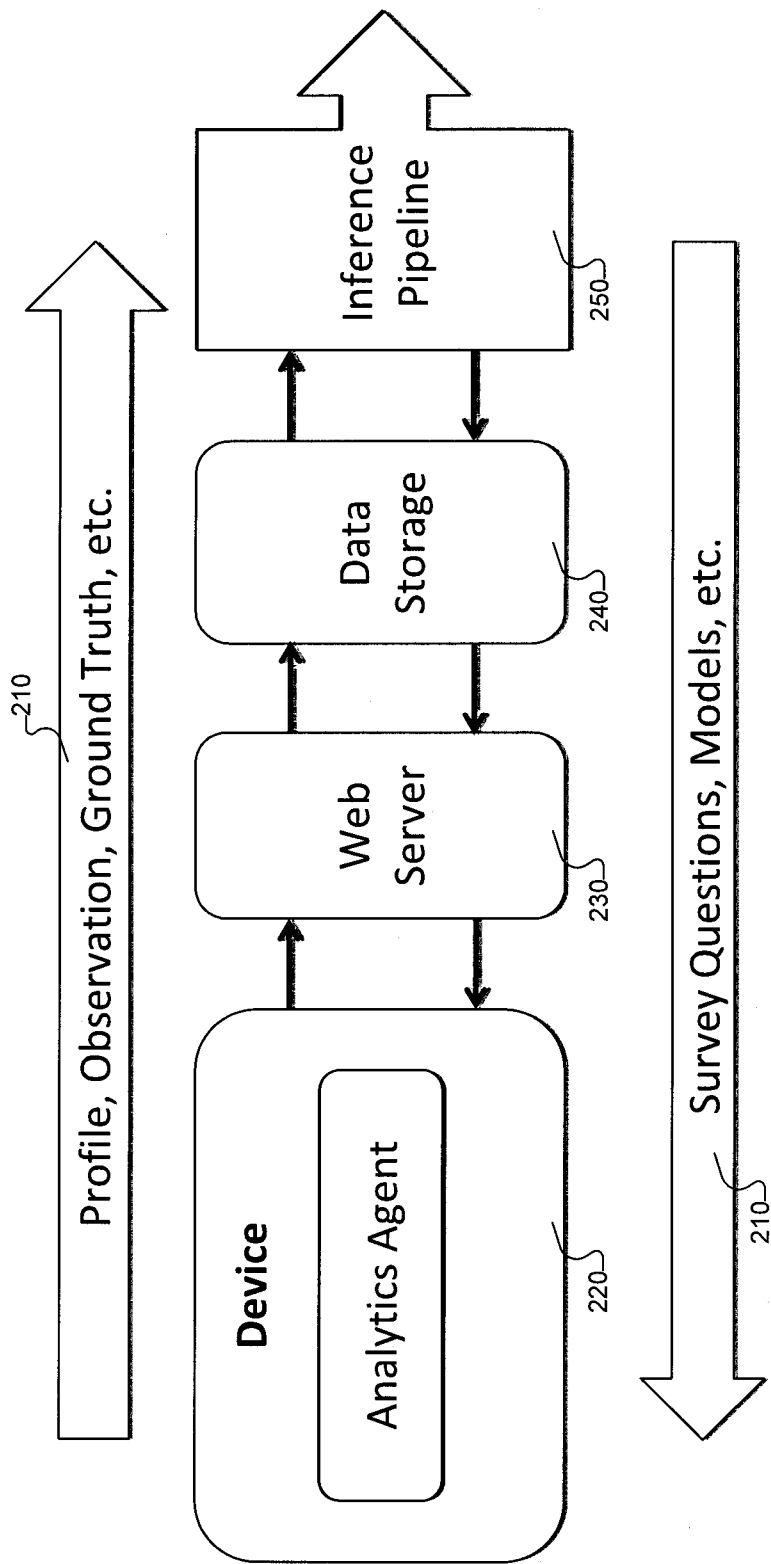 210
Profile, Observation, Ground Truth, etc.
Device
Analytics Agent
220
Web
Server
230
Data
Storage
240
Inference
Pipeline
250
Survey Questions, Models, etc.
210